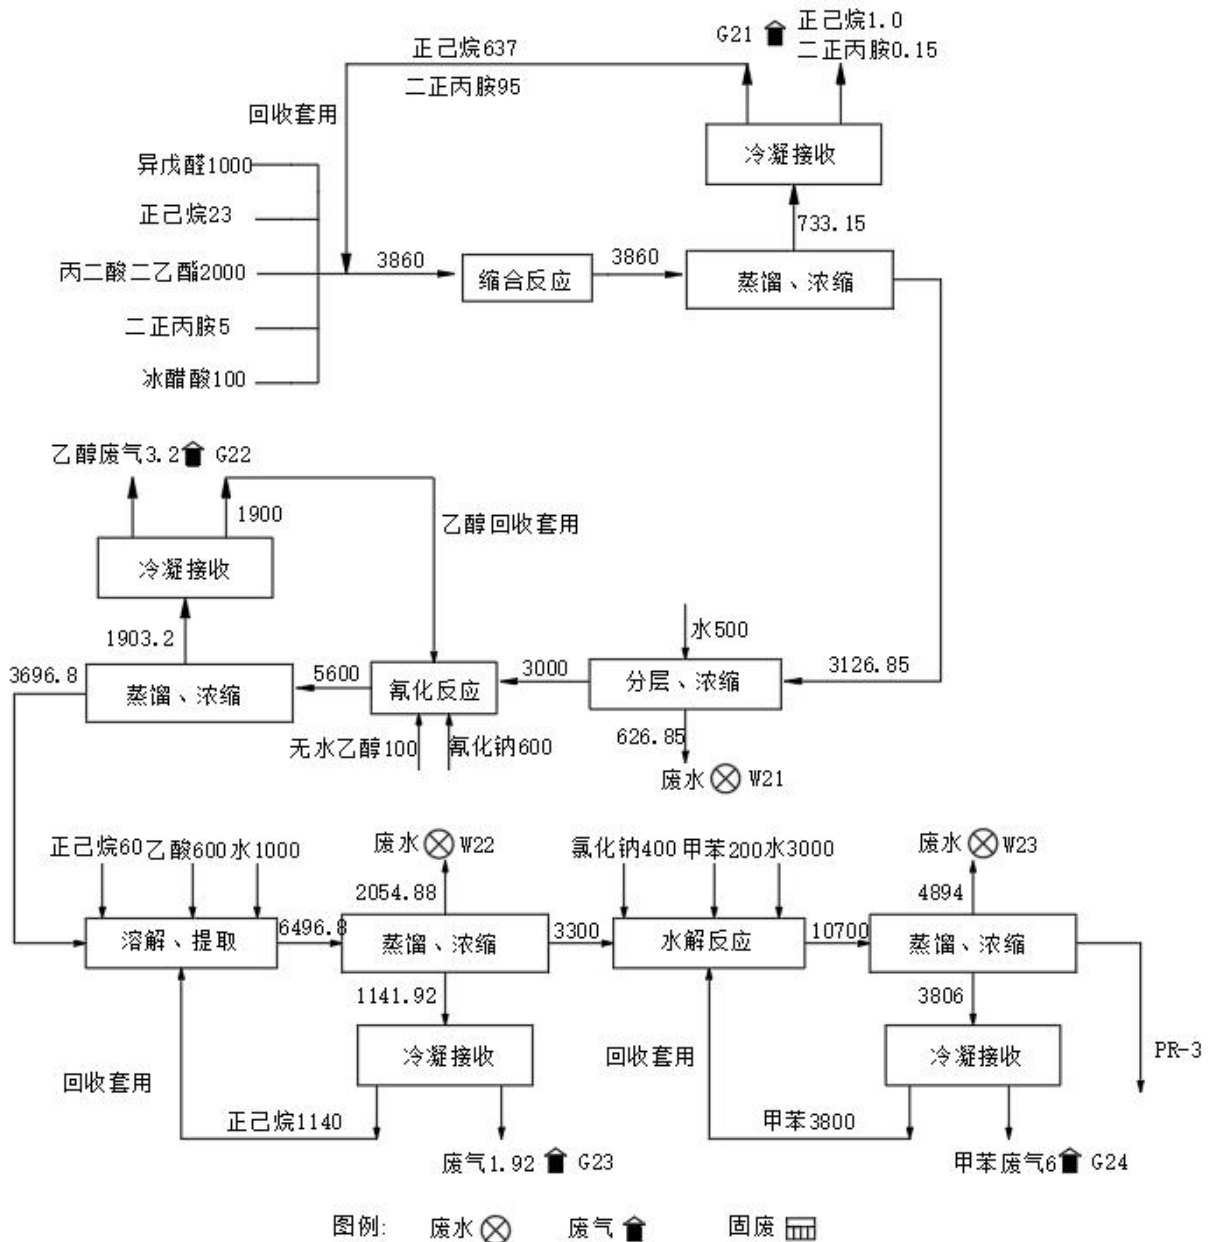 正己烷637
二正丙胺95
回收套用
G21
正己烷1.0
二正丙胺0.15
冷凝接收
733.15
异戊醛1000
正己烷23
丙二酸二乙酯2000
二正丙胺5
冰醋酸100
3860
缩合反应
3860
蒸馏、浓缩
乙醇废气3.2
G22
1900
乙醇回收套用
冷凝接收
1903.2
水500
3696.8
蒸馏、浓缩
5600
氰化反应
3000
分层、浓缩
3126.85
无水乙醇100
氰化钠600
626.85
废水
W21
正己烷60
乙酸600
水1000
废水
W22
氯化钠400
甲苯200
水3000
废水
W23
2054.88
4894
溶解、提取
6496.8
蒸馏、浓缩
3300
水解反应
10700
蒸馏、浓缩
1141.92
3806
冷凝接收
冷凝接收
回收套用
回收套用
PR-3
正己烷1140
甲苯3800
废气1.92
G23
甲苯废气6
G24
图例:
废水
废气
固废